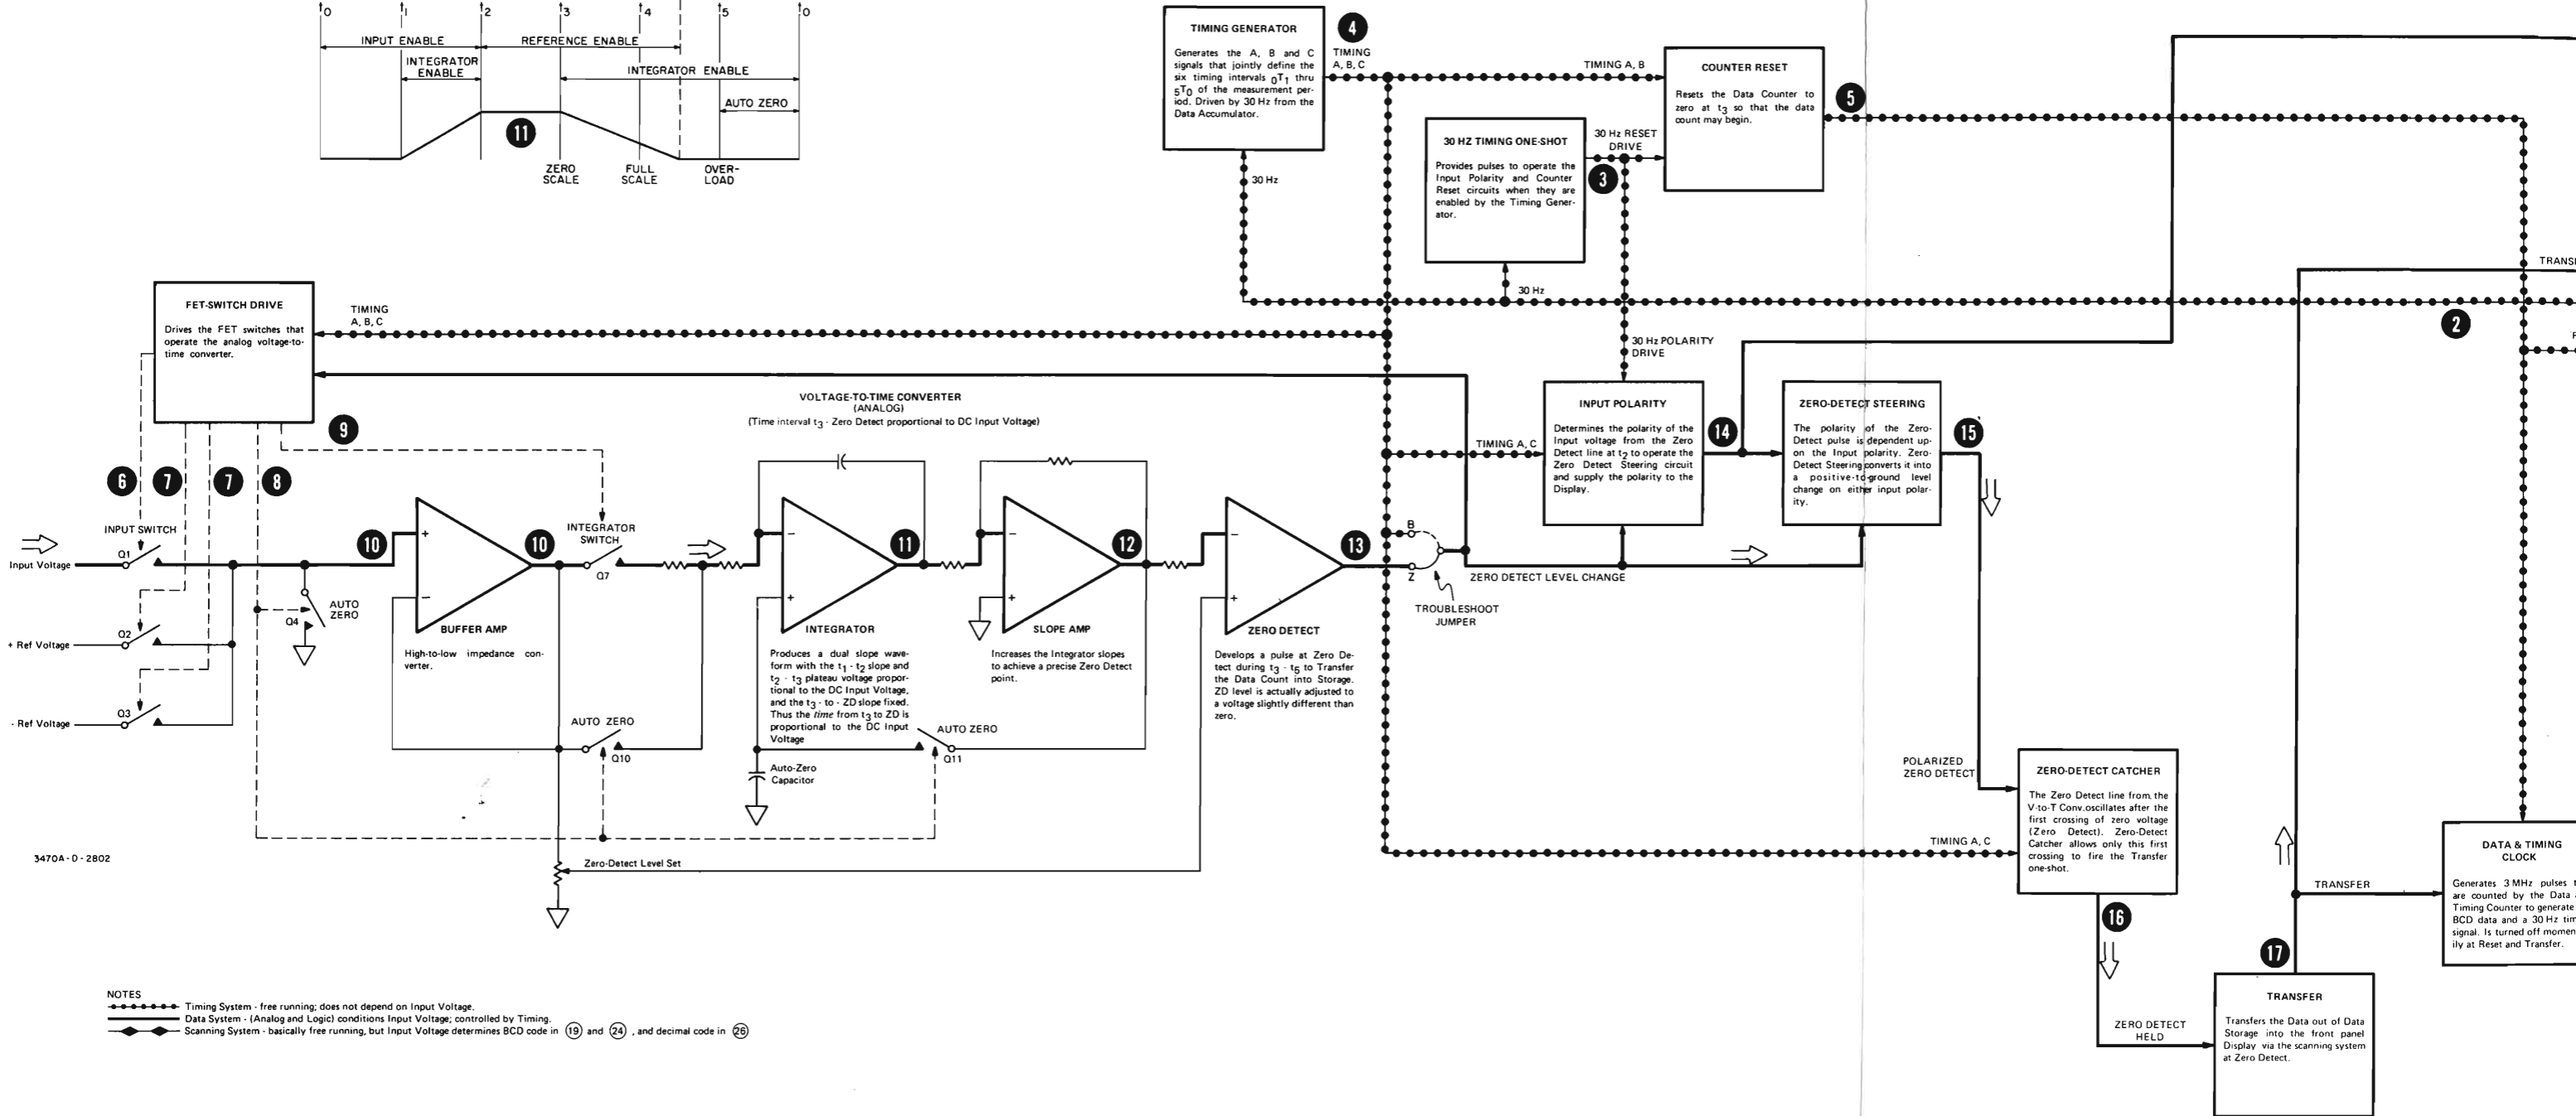 t0 t1 t2 t3 t4 t5 t0
INPUT ENABLE
REFERENCE ENABLE
INTEGRATOR
ENABLE
INTEGRATOR ENABLE
AUTO ZERO
11
ZERO
SCALE
FULL
SCALE
OVER-
LOAD
TIMING GENERATOR
Generates the A, B and C
signals that jointly define the
six timing intervals 0T1 thru
5T0 of the measurement per-
iod. Driven by 30 Hz from the
Data Accumulator.
4
TIMING
A, B, C
30 Hz
30 HZ TIMING ONE-SHOT
Provides pulses to operate the
Input Polarity and Counter
Reset circuits when they are
enabled by the Timing Gener-
ator.
30 Hz
30 Hz RESET
DRIVE
3
TIMING A, B
COUNTER RESET
Resets the Data Counter to
zero at t3 so that the data
count may begin.
5
TRANSF
2
FET-SWITCH DRIVE
Drives the FET switches that
operate the analog voltage-to-
time converter.
TIMING
A, B, C
VOLTAGE-TO-TIME CONVERTER
(ANALOG)
(Time interval t3 - Zero Detect proportional to DC Input Voltage)
30 Hz POLARITY
DRIVE
9
6
7
7
8
INPUT SWITCH
Q1
Input Voltage
Q2
+ Ref Voltage
Q3
- Ref Voltage
AUTO
ZERO
Q4
10
+
−
BUFFER AMP
High-to-low impedance con-
verter.
10
INTEGRATOR
SWITCH
Q7
−
+
11
INTEGRATOR
Produces a dual slope wave-
form with the t1 - t2 slope and
t2 - t3 plateau voltage propor-
tional to the DC Input Voltage,
and the t3 - to - ZD slope fixed.
Thus the time from t3 to ZD is
proportional to the DC Input
Voltage
−
+
12
SLOPE AMP
Increases the Integrator slopes
to achieve a precise Zero Detect
point.
−
+
13
ZERO DETECT
Develops a pulse at Zero De-
tect during t3 - t5 to Transfer
the Data Count into Storage.
ZD level is actually adjusted to
a voltage slightly different than
zero.
AUTO ZERO
Q10
AUTO ZERO
Q11
Auto-Zero
Capacitor
Zero-Detect Level Set
B
Z
TROUBLESHOOT
JUMPER
ZERO DETECT LEVEL CHANGE
TIMING A, C
INPUT POLARITY
Determines the polarity of the
Input voltage from the Zero
Detect line at t2 to operate the
Zero Detect Steering circuit
and supply the polarity to the
Display.
14
ZERO-DETECT STEERING
The polarity of the Zero-
Detect pulse is dependent up-
on the Input polarity. Zero-
Detect Steering converts it into
a positive-to-ground level
change on either input polar-
ity.
15
POLARIZED
ZERO DETECT
TIMING A, C
ZERO-DETECT CATCHER
The Zero Detect line from the
V-to-T Conv.oscillates after the
first crossing of zero voltage
(Zero Detect). Zero-Detect
Catcher allows only this first
crossing to fire the Transfer
one-shot.
16
ZERO DETECT
HELD
17
TRANSFER
Transfers the Data out of Data
Storage into the front panel
Display via the scanning system
at Zero Detect.
TRANSFER
DATA & TIMING
CLOCK
Generates 3 MHz pulses
are counted by the Data
Timing Counter to generate
BCD data and a 30 Hz tim
signal. Is turned off momen
ily at Reset and Transfer.
3470A - D - 2802
NOTES
Timing System - free running; does not depend on Input Voltage.
Data System - (Analog and Logic) conditions Input Voltage; controlled by Timing.
Scanning System - basically free running, but Input Voltage determines BCD code in 19 and 24 , and decimal code in 26